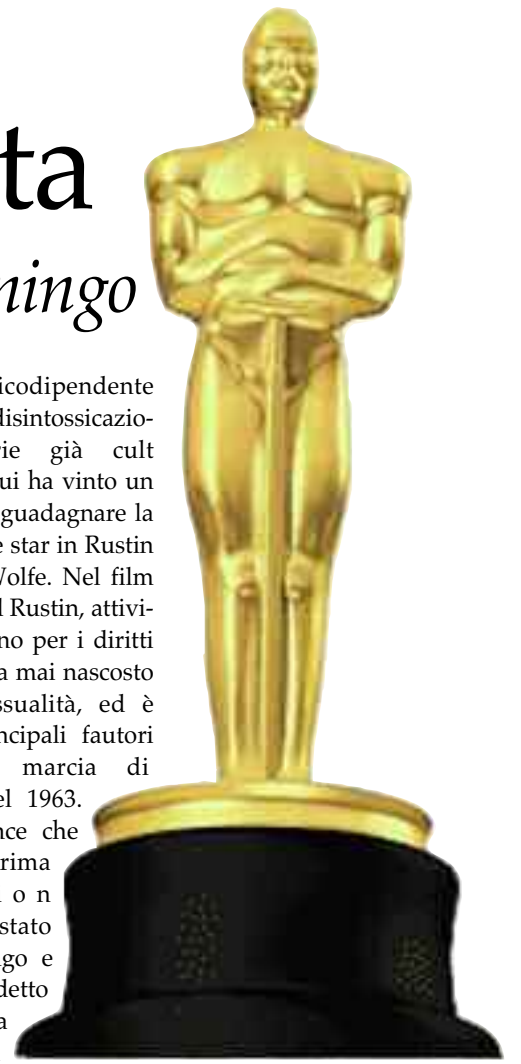 ta
ningo
icodipendente
disintossicazio-
rie già cult
ui ha vinto un
guadagnare la
e star in Rustin
Wolfe. Nel film
l Rustin, attivi-
no per i diritti
a mai nascosto
ssualità, ed è
ncipali fautori
marcia di
el 1963.
nce che
rima
o n
stato
go e
detto
a